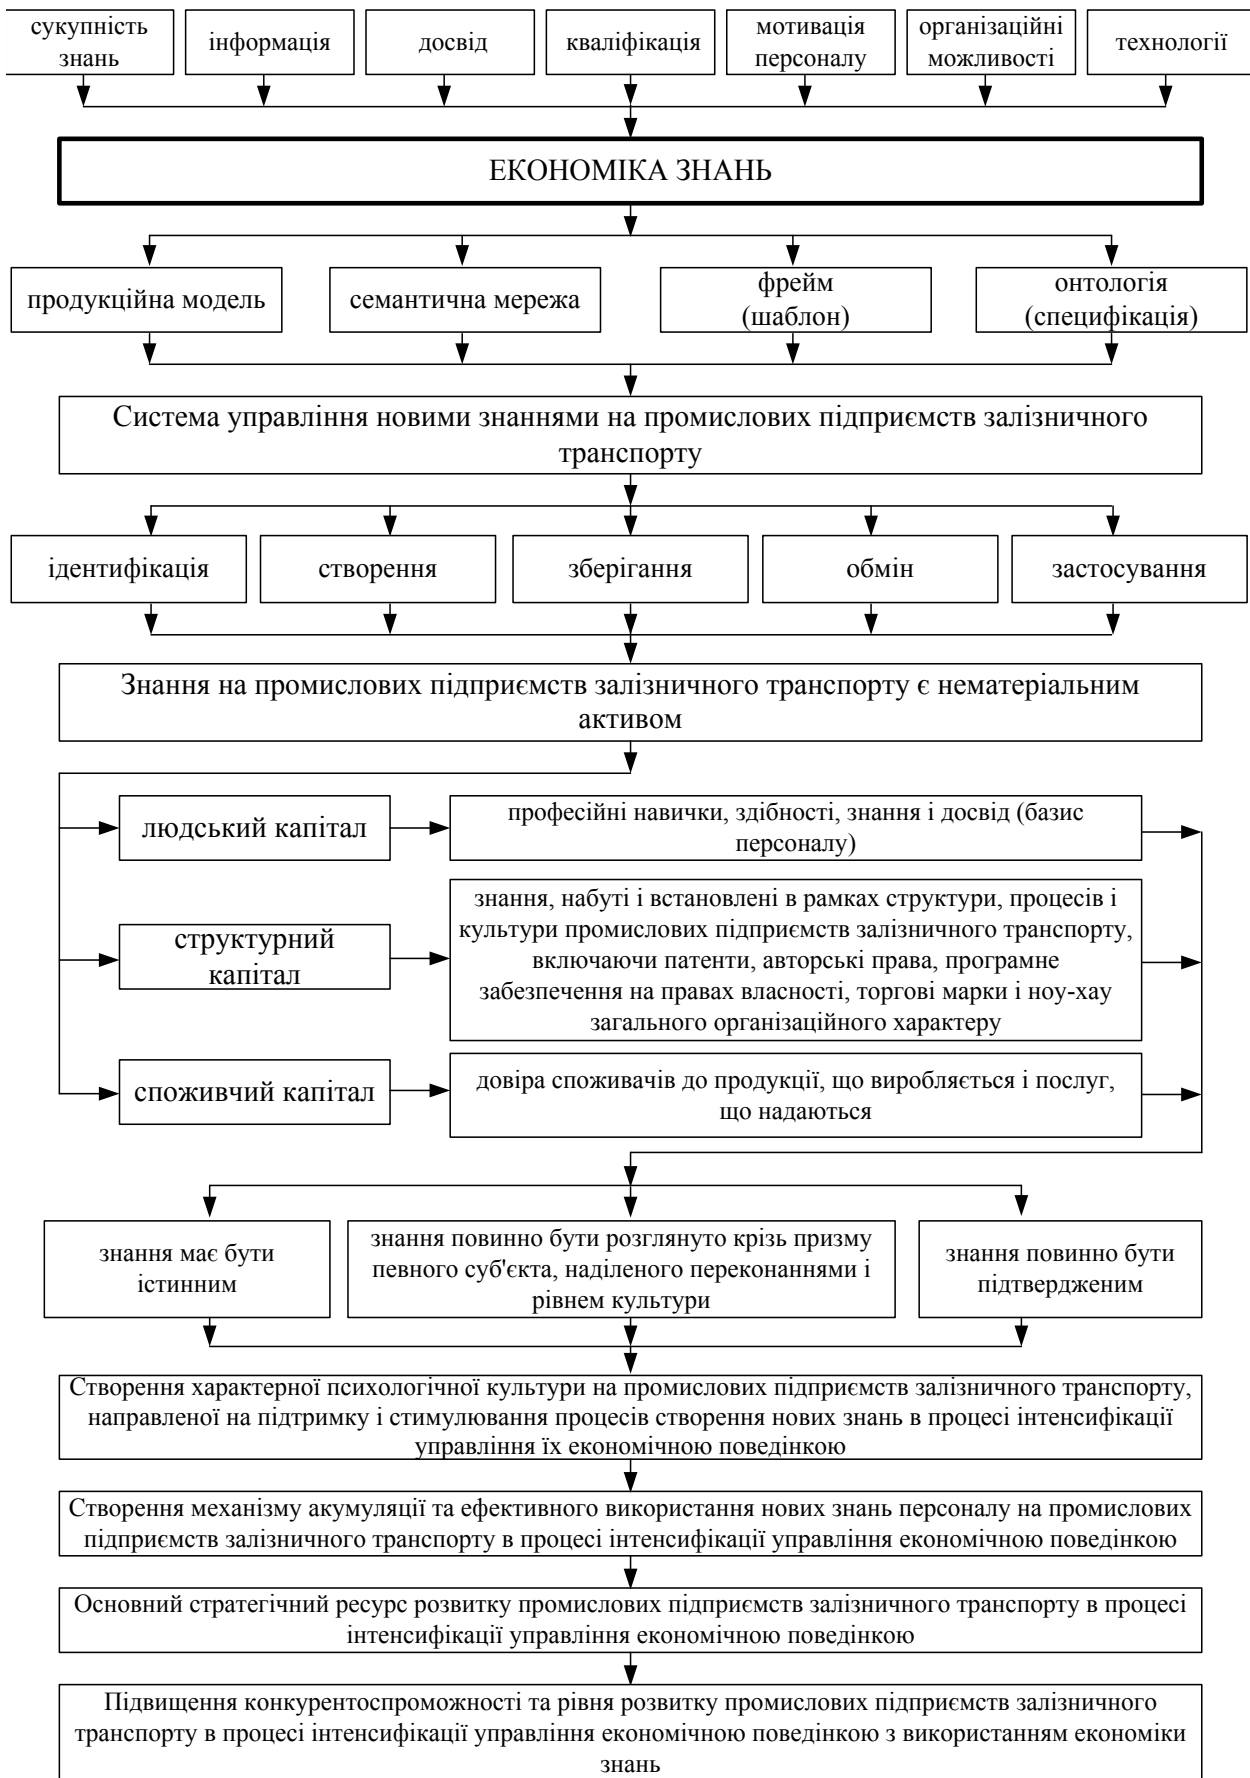 сукупність
знань
інформація
досвід
кваліфікація
мотивація
персоналу
організаційні
можливості
технології
ЕКОНОМІКА ЗНАНЬ
продукційна модель
семантична мережа
фрейм
(шаблон)
онтологія
(специфікація)
Система управління новими знаннями на промислових підприємств залізничного
транспорту
ідентифікація
створення
зберігання
обмін
застосування
Знання на промислових підприємств залізничного транспорту є нематеріальним
активом
людський капітал
професійні навички, здібності, знання і досвід (базис
персоналу)
структурний
капітал
знання, набуті і встановлені в рамках структури, процесів і
культури промислових підприємств залізничного транспорту,
включаючи патенти, авторські права, програмне
забезпечення на правах власності, торгові марки і ноу-хау
загального організаційного характеру
споживчий капітал
довіра споживачів до продукції, що виробляється і послуг,
що надаються
знання має бути
істинним
знання повинно бути розглянуто крізь призму
певного суб'єкта, наділеного переконаннями і
рівнем культури
знання повинно бути
підтвердженим
Створення характерної психологічної культури на промислових підприємств залізничного транспорту,
направленої на підтримку і стимулювання процесів створення нових знань в процесі інтенсифікації
управління їх економічною поведінкою
Створення механізму акумуляції та ефективного використання нових знань персоналу на промислових
підприємств залізничного транспорту в процесі інтенсифікації управління економічною поведінкою
Основний стратегічний ресурс розвитку промислових підприємств залізничного транспорту в процесі
інтенсифікації управління економічною поведінкою
Підвищення конкурентоспроможності та рівня розвитку промислових підприємств залізничного
транспорту в процесі інтенсифікації управління економічною поведінкою з використанням економіки
знань